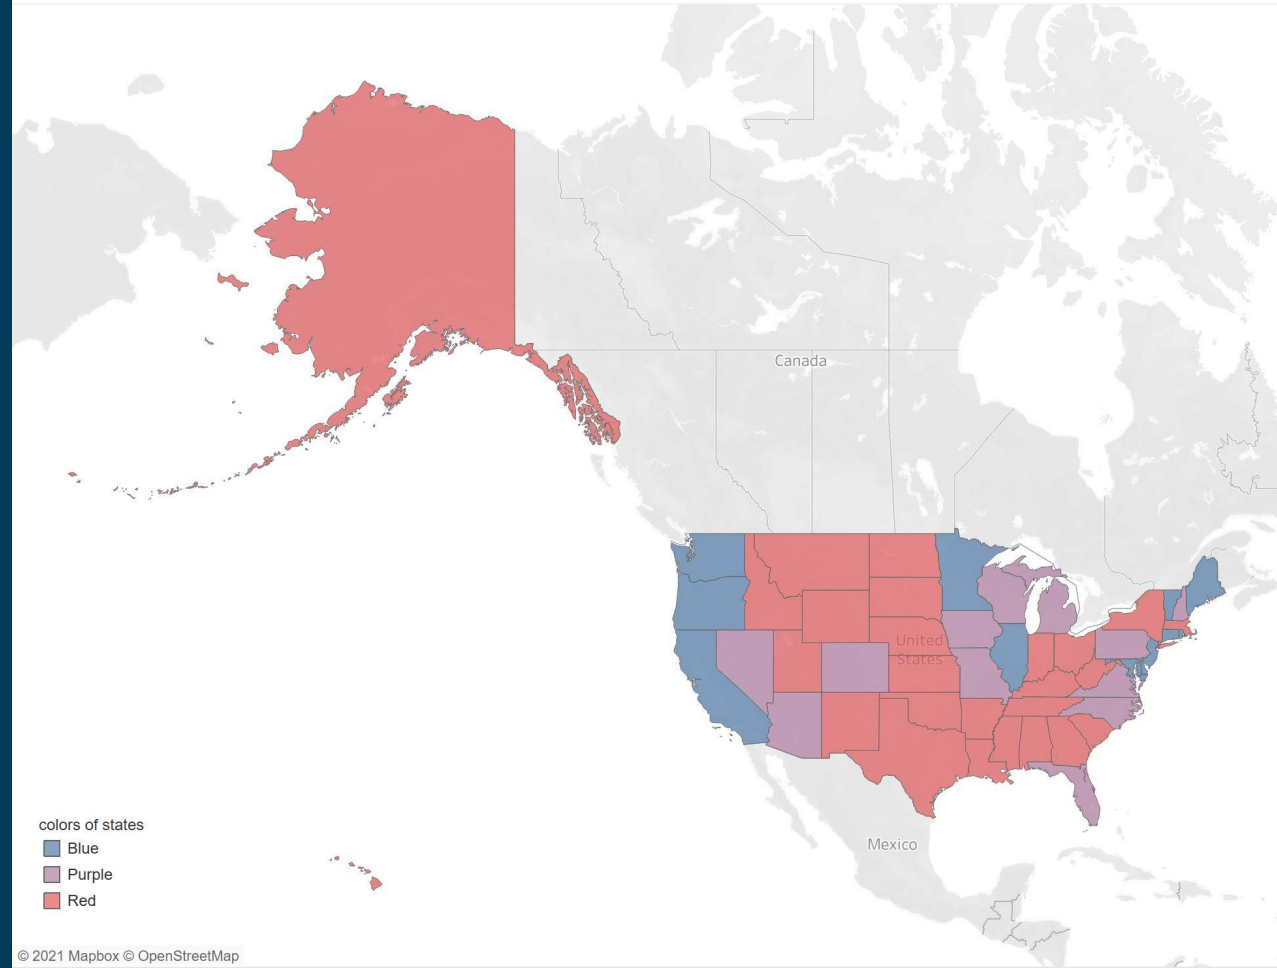 Canada
United
States
Mexico
colors of states
Blue
Purple
Red
© 2021 Mapbox © OpenStreetMap